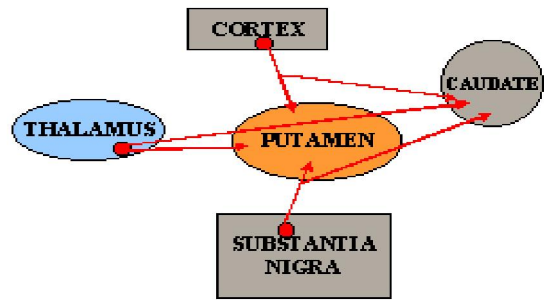 CORTEX
CAUDATE
THALAMUS
PUTAMEN
SUBSTANTIA
NIGRA